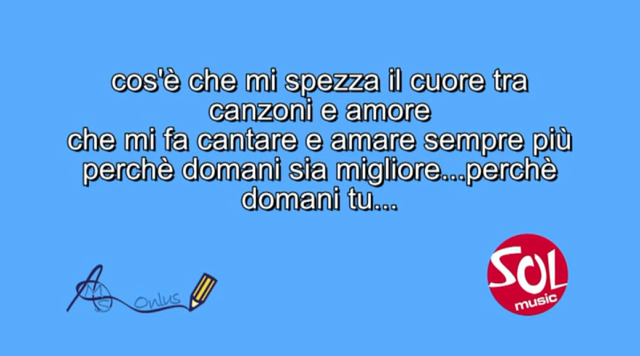 cos'è che mi spezza il cuore tra
canzoni e amore
che mi fa cantare e amare sempre più
perchè domani sia migliore...perchè
domani tu...
onlus
SOL
music